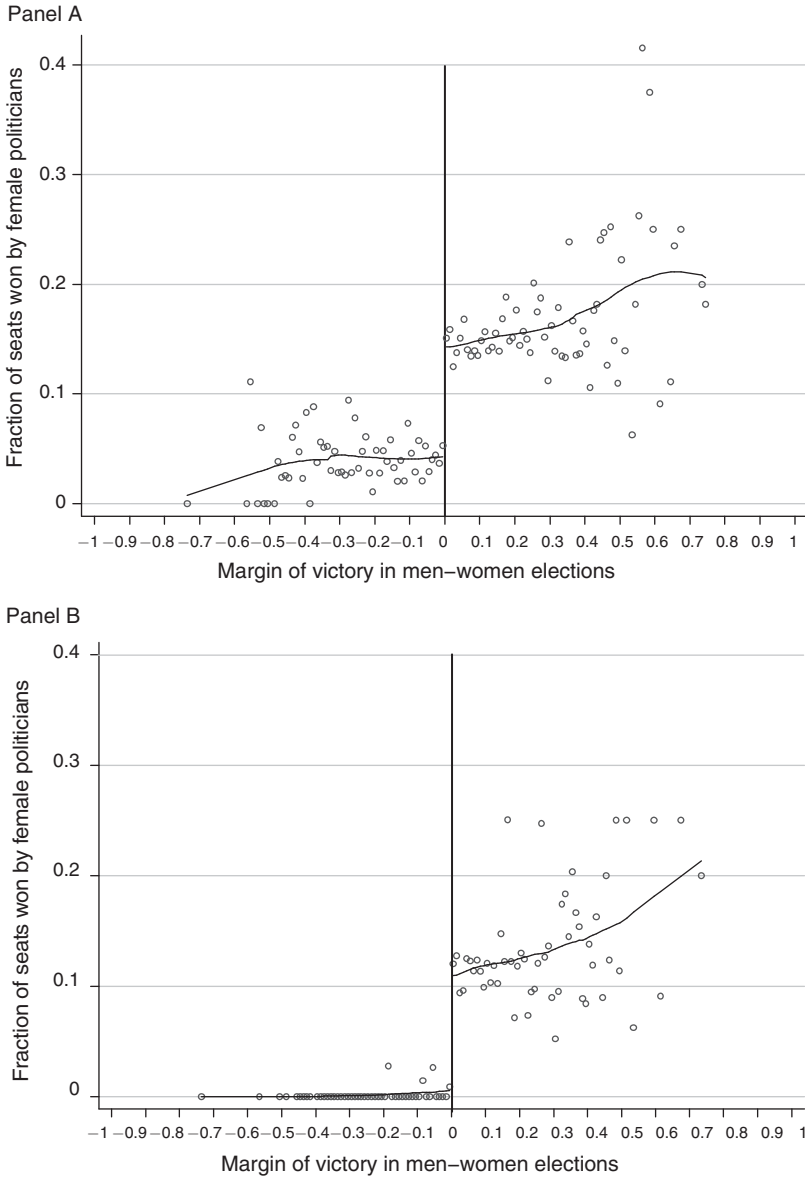 Panel A
Fraction of seats won by female politicians
0.4
0.3
0.2
0.1
0
−1 −0.9 −0.8 −0.7 −0.6 −0.5 −0.4 −0.3 −0.2 −0.1 0 0.1 0.2 0.3 0.4 0.5 0.6 0.7 0.8 0.9 1
Margin of victory in men−women elections
Panel B
Fraction of seats won by female politicians
0.4
0.3
0.2
0.1
0
−1 −0.9 −0.8 −0.7 −0.6 −0.5 −0.4 −0.3 −0.2 −0.1 0 0.1 0.2 0.3 0.4 0.5 0.6 0.7 0.8 0.9 1
Margin of victory in men−women elections